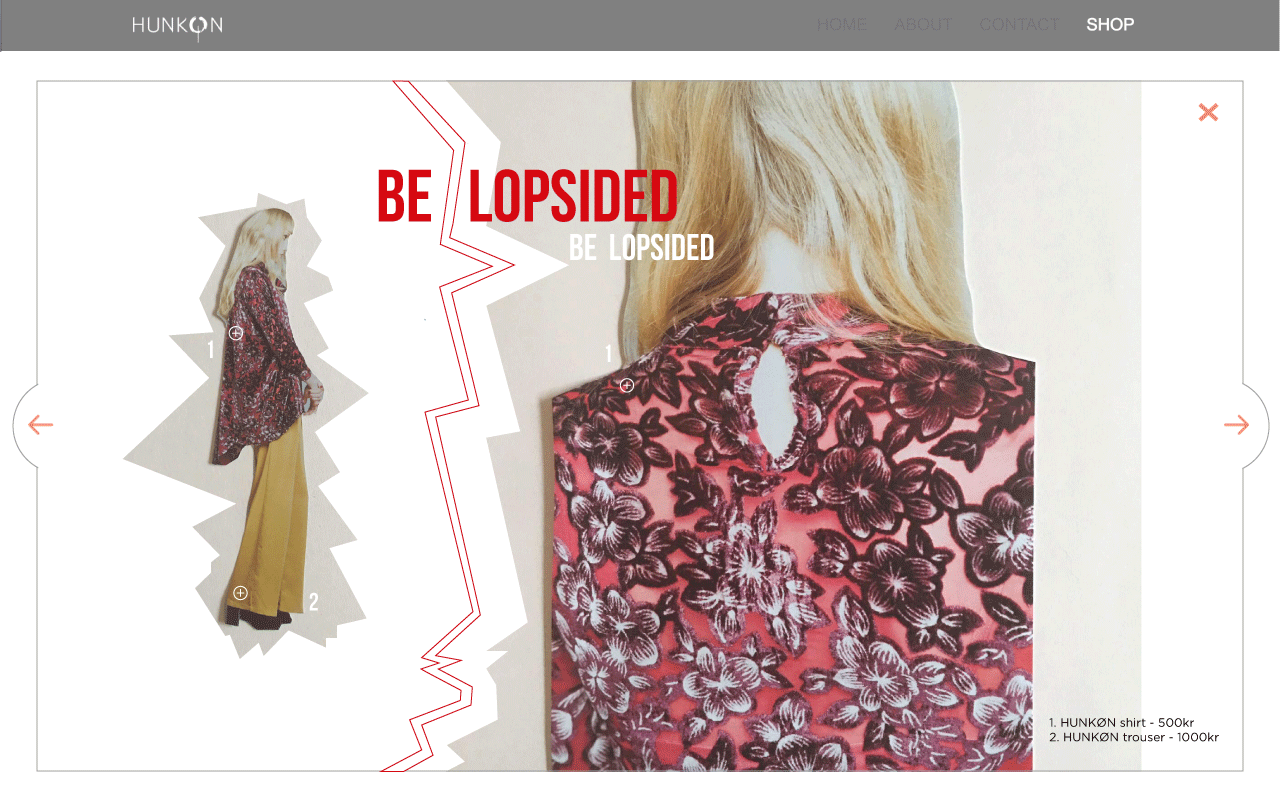 HUNKØN
HOME ABOUT CONTACT SHOP
BE LOPSIDED
BE LOPSIDED
1
1
2
1. HUNKØN shirt - 500kr
2. HUNKØN trouser - 1000kr